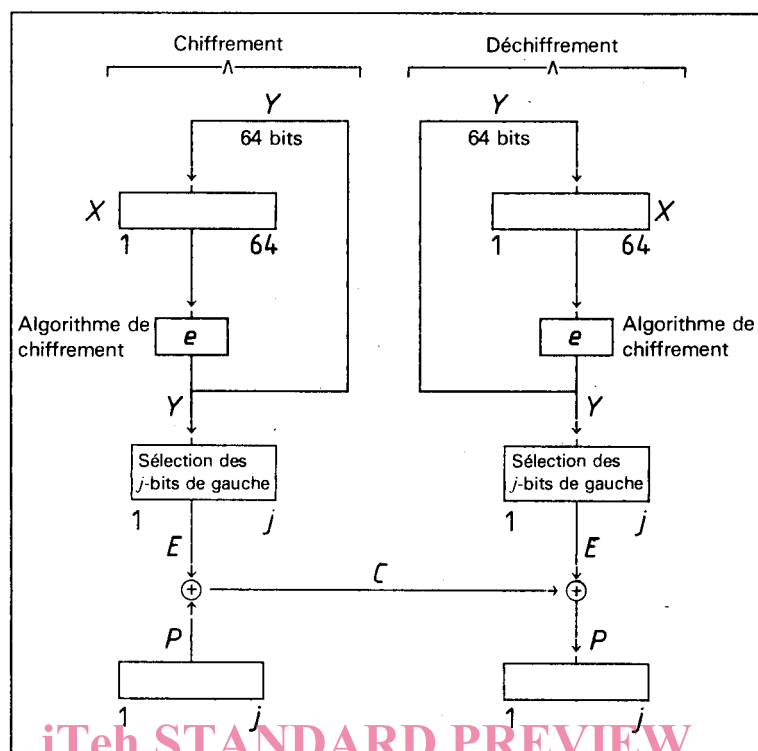 Chiffrement
Déchiffrement
Y
64 bits
Y
64 bits
X
1 64
X
1 64
Algorithme de
chiffrement
e
e
Algorithme de
chiffrement
Y
Y
Sélection des
j-bits de gauche
Sélection des
j-bits de gauche
1 j
1 j
E
E
C
P
P
1 j
1 j
iTeh STANDARD PREVIEW